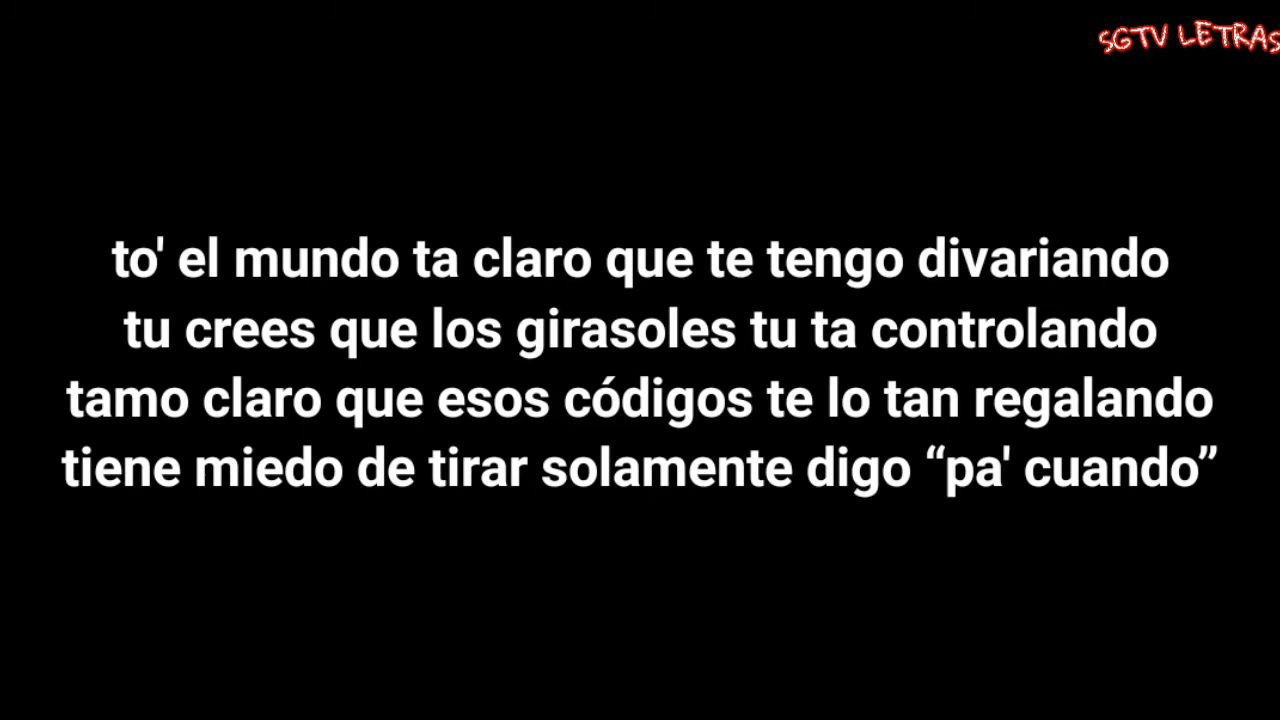 SGTV LETRAS
to' el mundo ta claro que te tengo divariando
tu crees que los girasoles tu ta controlando
tamo claro que esos códigos te lo tan regalando
tiene miedo de tirar solamente digo “pa' cuando”